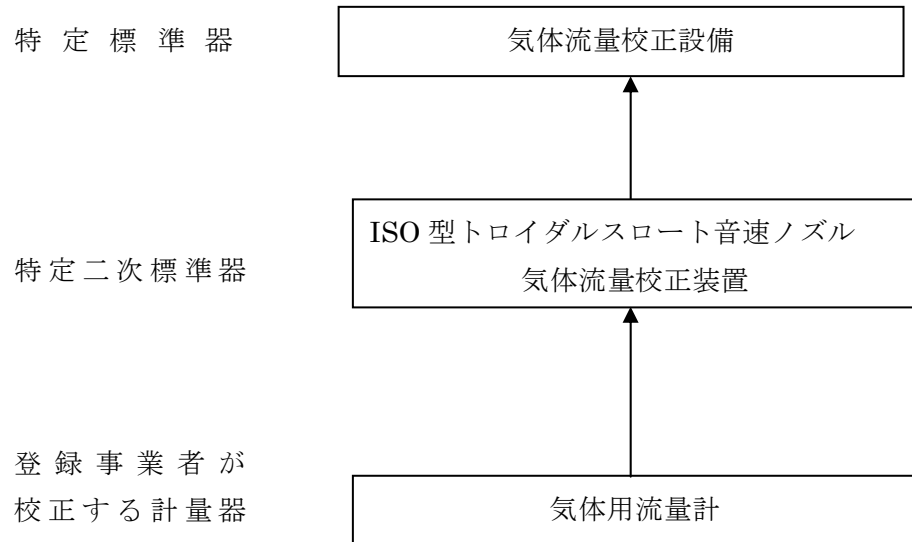 特定標準器
気体流量校正設備
特定二次標準器
ISO 型トロイダルスロート音速ノズル
気体流量校正装置
登録事業者が
校正する計量器
気体用流量計